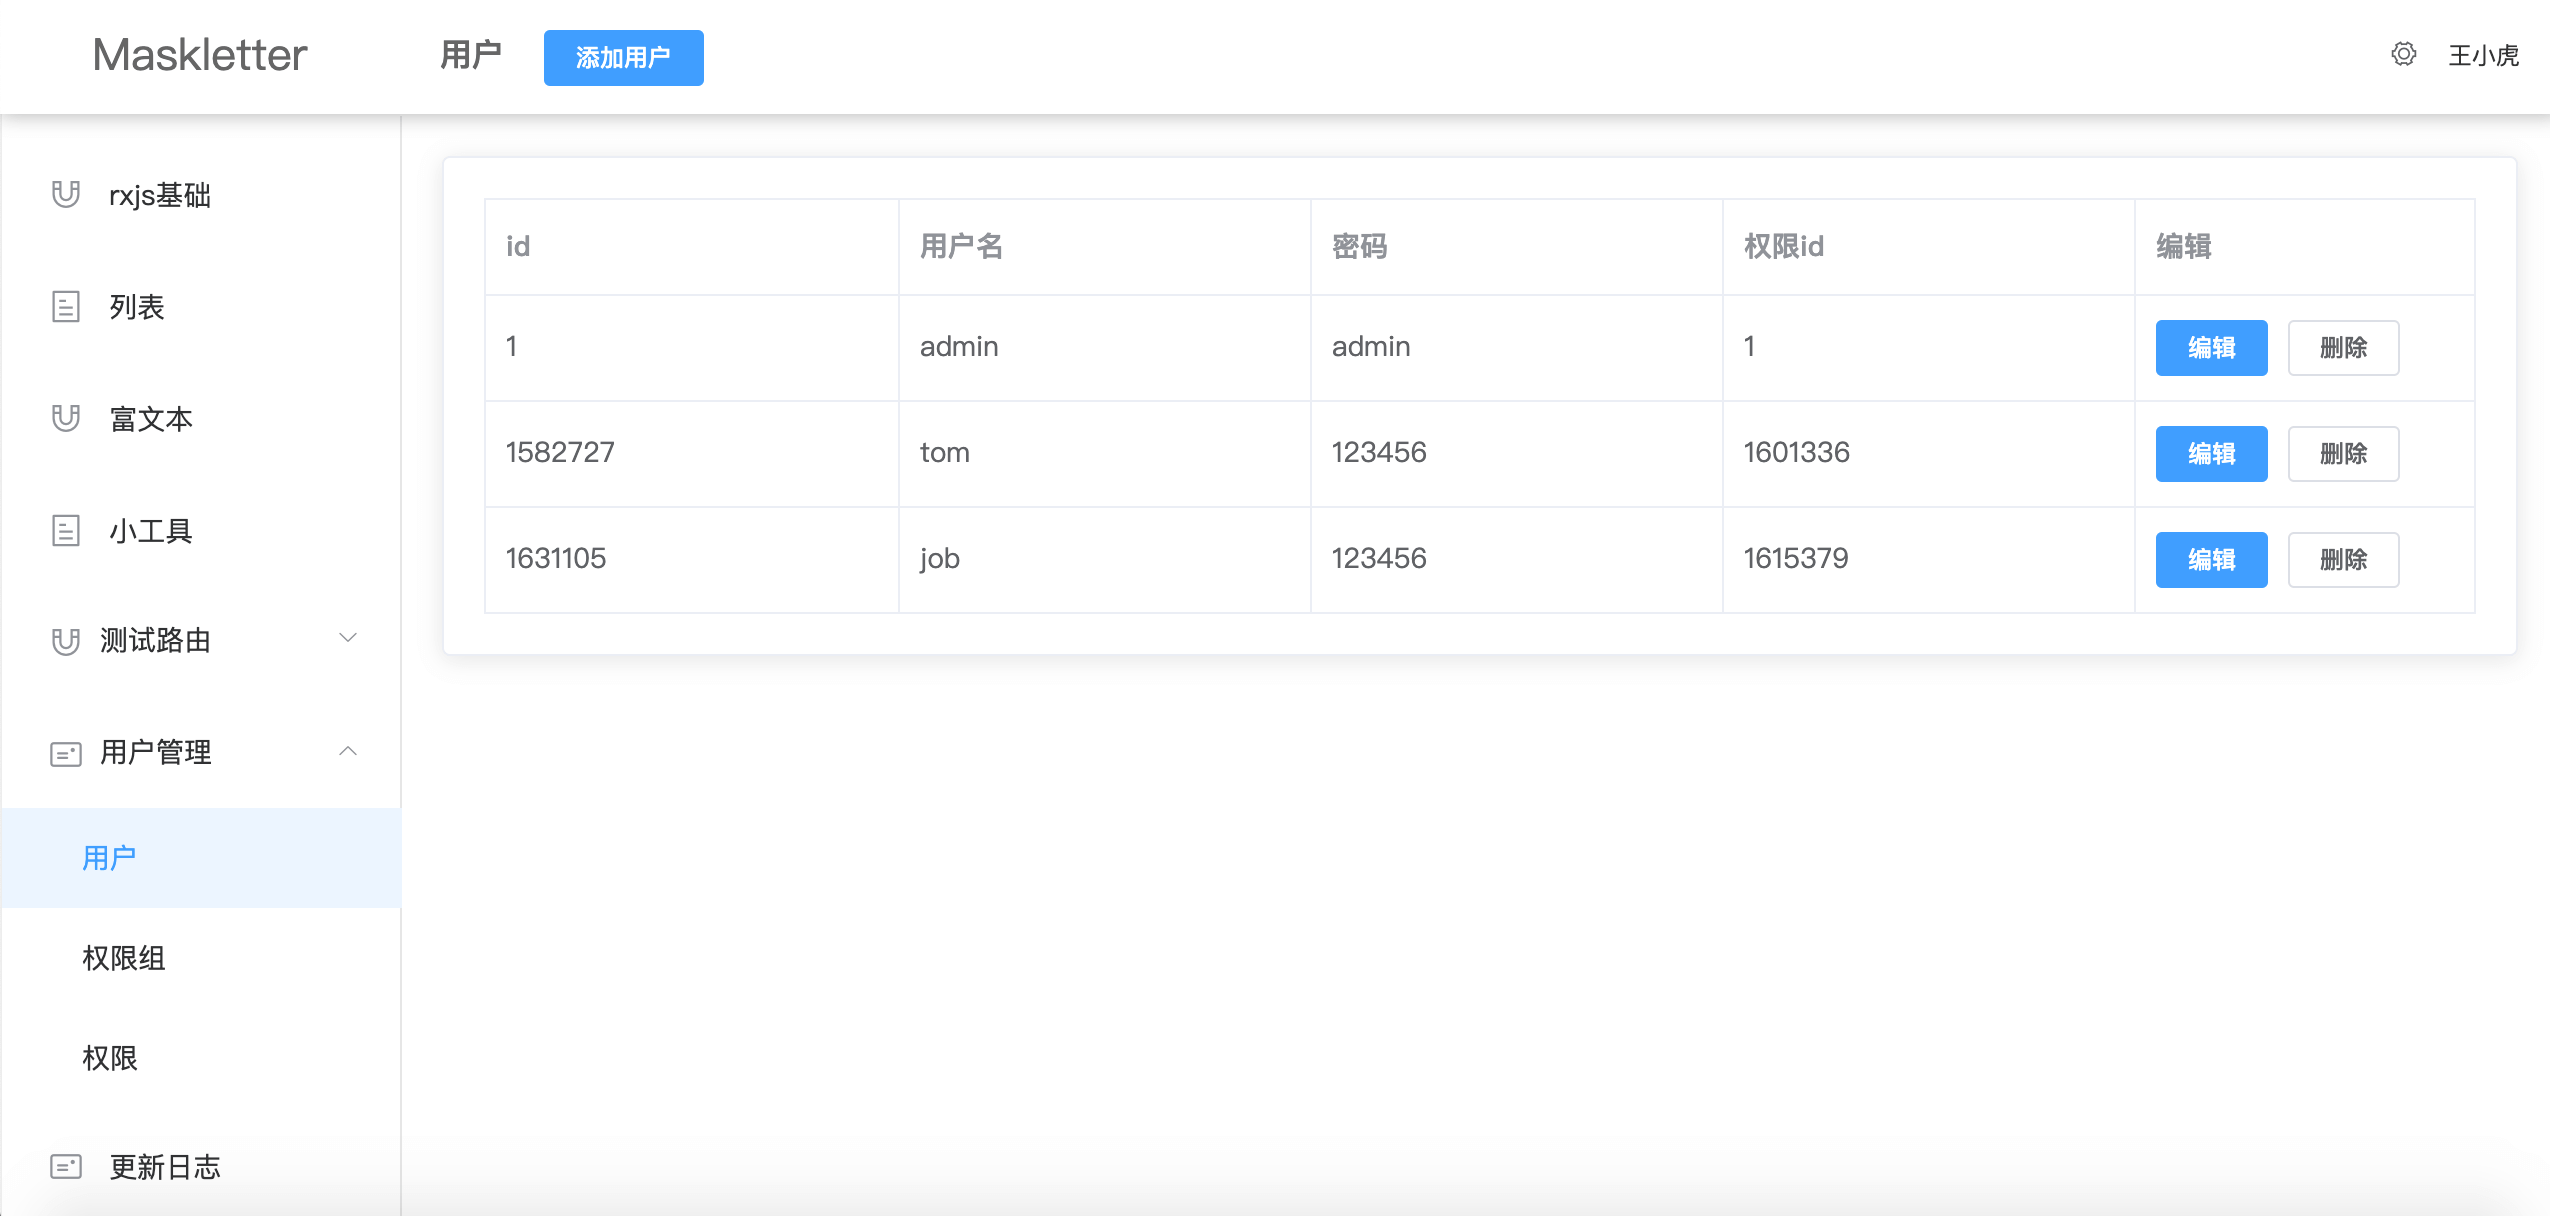 Maskletter
用户 添加用户
王小虎
rxjs基础
列表
富文本
小工具
测试路由
用户管理
用户
权限组
权限
更新日志
id 用户名 密码 权限id 编辑
1 admin admin 1 编辑 删除
1582727 tom 123456 1601336 编辑 删除
1631105 job 123456 1615379 编辑 删除